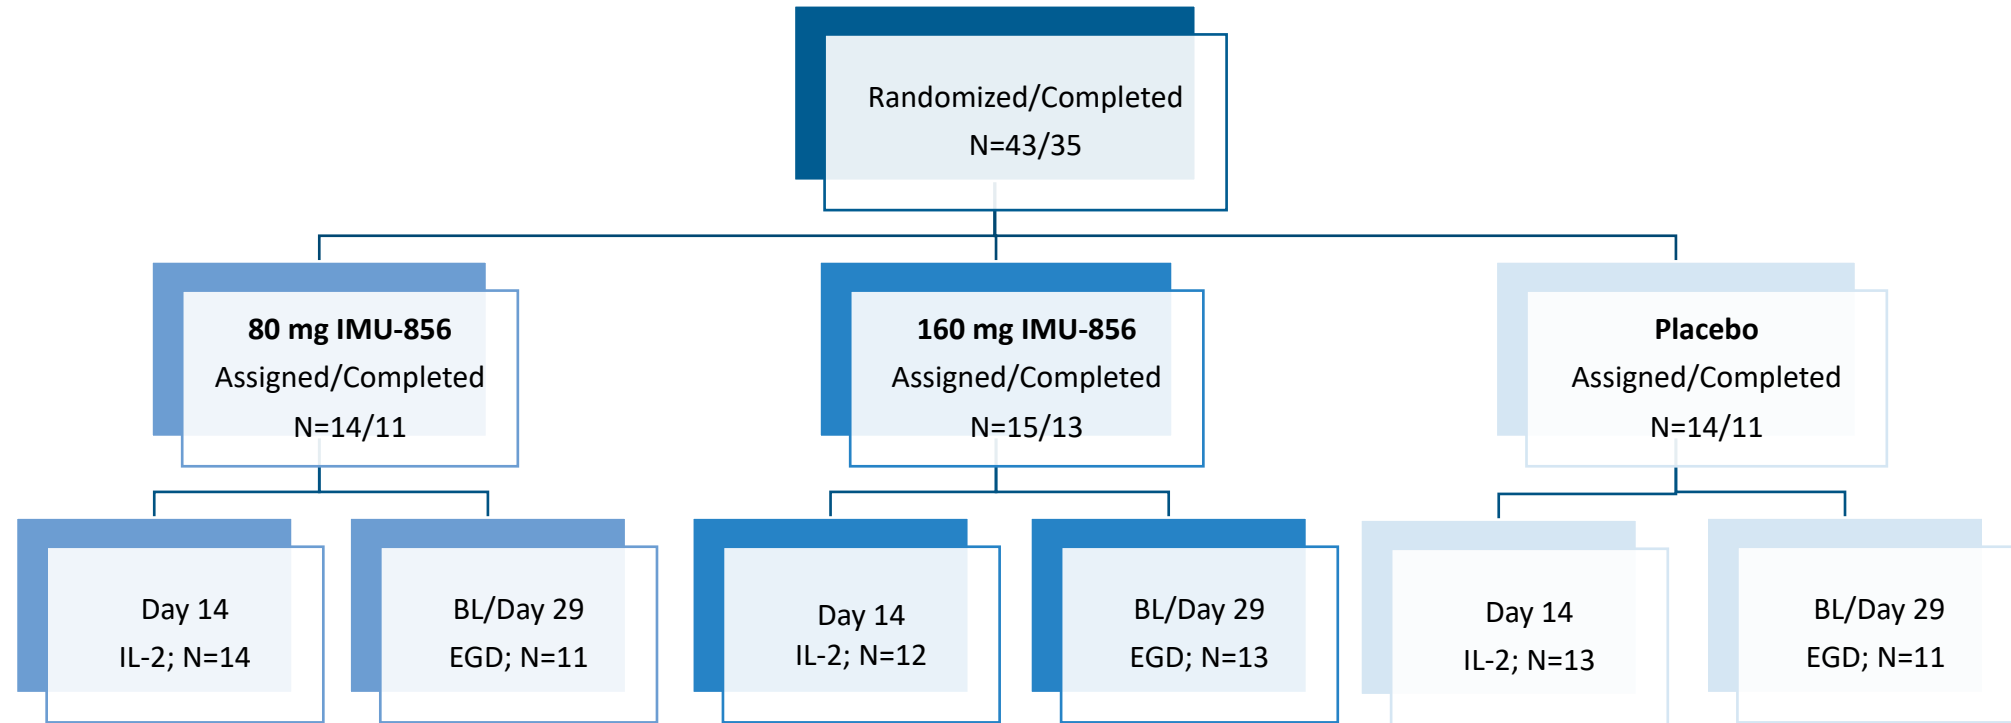 Randomized/Completed
N=43/35
80 mg IMU-856
Assigned/Completed
N=14/11
160 mg IMU-856
Assigned/Completed
N=15/13
Placebo
Assigned/Completed
N=14/11
Day 14
IL-2; N=14
BL/Day 29
EGD; N=11
Day 14
IL-2; N=12
BL/Day 29
EGD; N=13
Day 14
IL-2; N=13
BL/Day 29
EGD; N=11